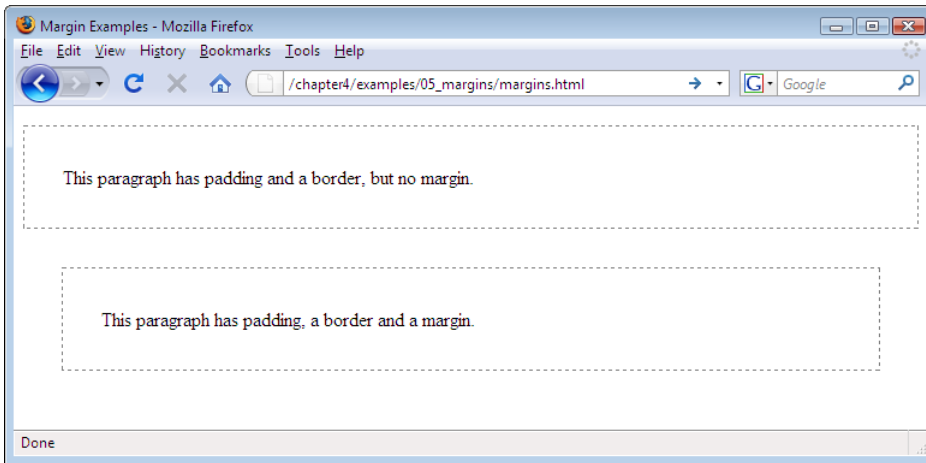 Margin Examples - Mozilla Firefox
File Edit View History Bookmarks Tools Help
/chapter4/examples/05_margins/margins.html G Google
This paragraph has padding and a border, but no margin.
This paragraph has padding, a border and a margin.
Done